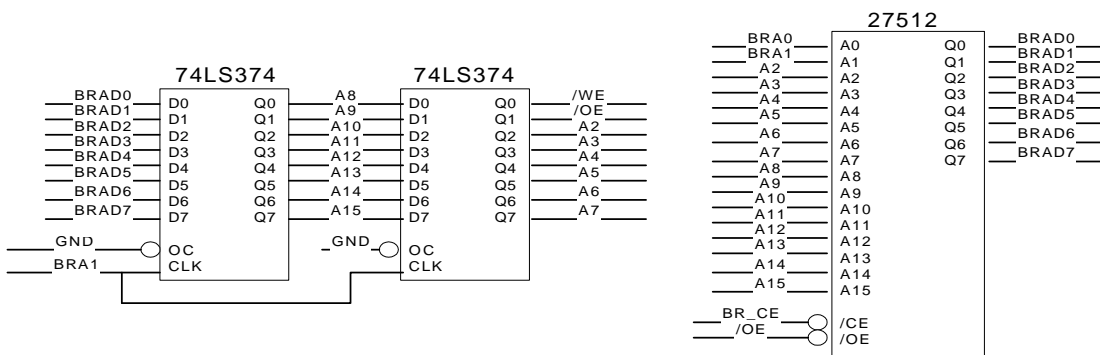 74LS374
BRAD0 D0 Q0 A8
BRAD1 D1 Q1 A9
BRAD2 D2 Q2 A10
BRAD3 D3 Q3 A11
BRAD4 D4 Q4 A12
BRAD5 D5 Q5 A13
BRAD6 D6 Q6 A14
BRAD7 D7 Q7 A15
GND OC
BRA1 CLK
74LS374
D0 Q0 /WE
D1 Q1 /OE
D2 Q2 A2
D3 Q3 A3
D4 Q4 A4
D5 Q5 A5
D6 Q6 A6
D7 Q7 A7
GND OC
CLK
27512
BRA0 A0 Q0 BRAD0
BRA1 A1 Q1 BRAD1
A2 A2 Q2 BRAD2
A3 A3 Q3 BRAD3
A4 A4 Q4 BRAD4
A5 A5 Q5 BRAD5
A6 A6 Q6 BRAD6
A7 A7 Q7 BRAD7
A8 A8
A9 A9
A10 A10
A11 A11
A12 A12
A13 A13
A14 A14
A15 A15
BR_CE /CE
/OE /OE